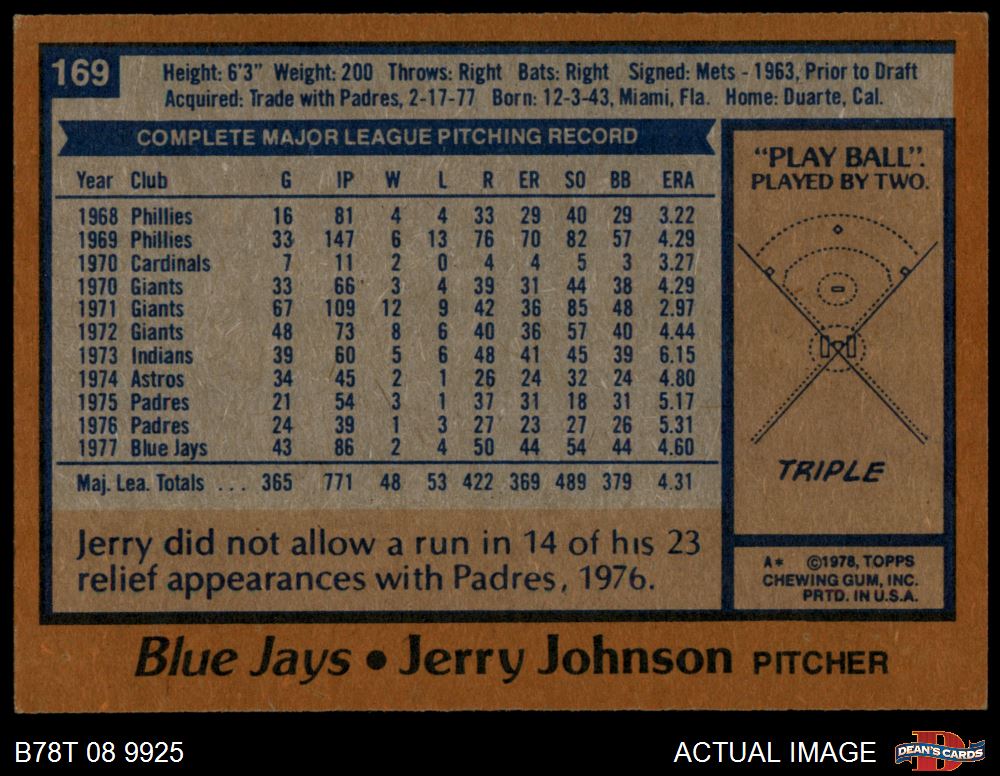 169
Height: 6'3" Weight: 200 Throws: Right Bats: Right Signed: Mets - 1963, Prior to Draft
Acquired: Trade with Padres, 2-17-77 Born: 12-3-43, Miami, Fla. Home: Duarte, Cal.
COMPLETE MAJOR LEAGUE PITCHING RECORD
Year Club G IP W L R ER SO BB ERA
1968 Phillies 16 81 4 4 33 29 40 29 3.22
1969 Phillies 33 147 6 13 76 70 82 57 4.29
1970 Cardinals 7 11 2 0 4 4 5 3 3.27
1970 Giants 33 66 3 4 39 31 44 38 4.29
1971 Giants 67 109 12 9 42 36 85 48 2.97
1972 Giants 48 73 8 6 40 36 57 40 4.44
1973 Indians 39 60 5 6 48 41 45 39 6.15
1974 Astros 34 45 2 1 26 24 32 24 4.80
1975 Padres 21 54 3 1 37 31 18 31 5.17
1976 Padres 24 39 1 3 27 23 27 26 5.31
1977 Blue Jays 43 86 2 4 50 44 54 44 4.60
Maj. Lea. Totals ... 365 771 48 53 422 369 489 379 4.31
Jerry did not allow a run in 14 of his 23
relief appearances with Padres, 1976.
"PLAY BALL".
PLAYED BY TWO.
TRIPLE
A* ©1978, TOPPS
CHEWING GUM, INC.
PRTD. IN U.S.A.
Blue Jays • Jerry Johnson PITCHER
B78T 08 9925
ACTUAL IMAGE
DEAN'S CARDS